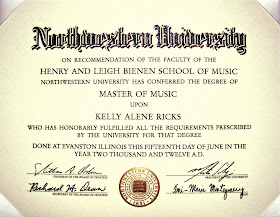 Northwestern University
ON RECOMMENDATION OF THE FACULTY OF THE
HENRY AND LEIGH BIENEN SCHOOL OF MUSIC
NORTHWESTERN UNIVERSITY HAS CONFERRED THE DEGREE OF
MASTER OF MUSIC
UPON
KELLY ALENE RICKS
WHO HAS HONORABLY FULFILLED ALL THE REQUIREMENTS PRESCRIBED
BY THE UNIVERSITY FOR THAT DEGREE
DONE AT EVANSTON ILLINOIS THIS FIFTEENTH DAY OF JUNE IN THE
YEAR TWO THOUSAND AND TWELVE A.D.
Toni-Marie Montgomery